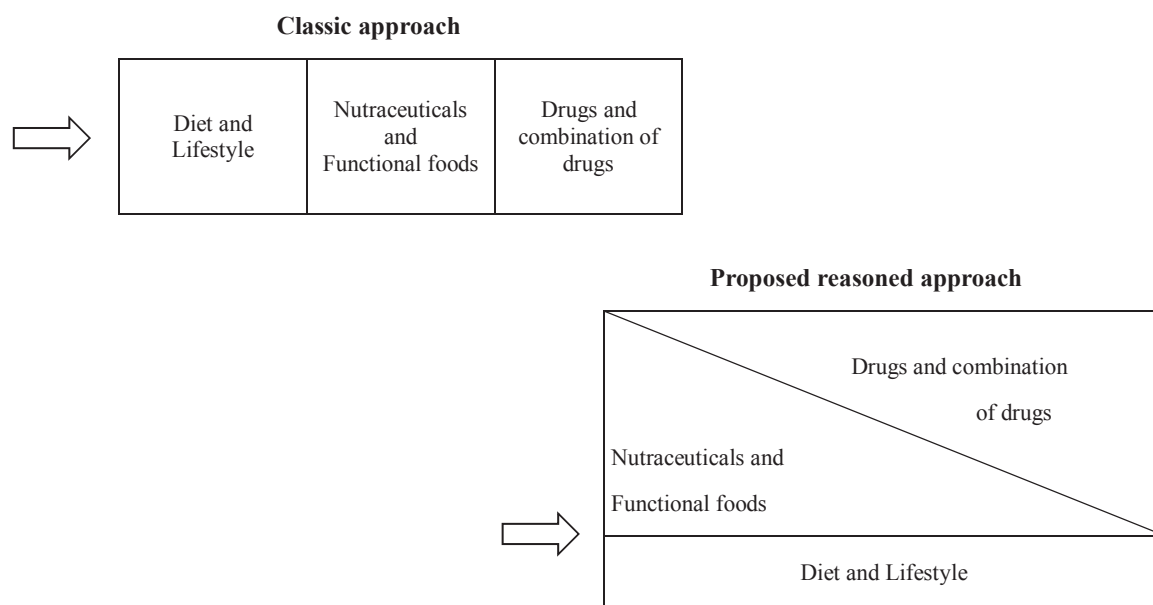 Classic approach
Diet and
Lifestyle
Nutraceuticals
and
Functional foods
Drugs and
combination of
drugs
Proposed reasoned approach
Drugs and combination
of drugs
Nutraceuticals and
Functional foods
Diet and Lifestyle